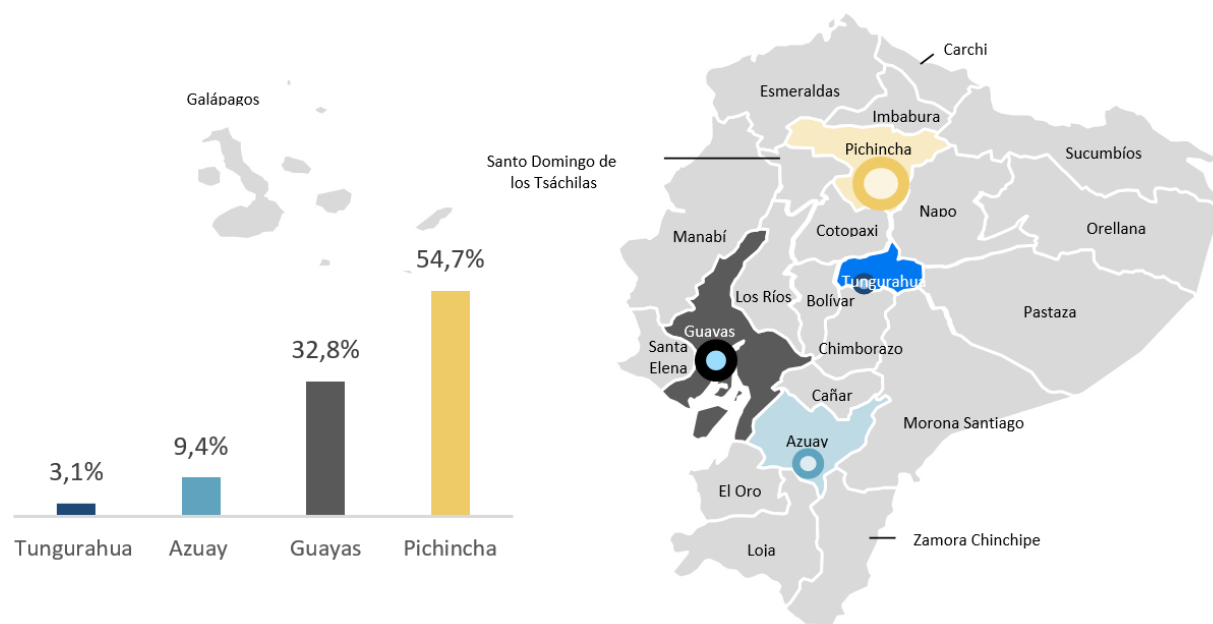 Galápagos
54,7%
32,8%
9,4%
3,1%
Tungurahua
Azuay
Guayas
Pichincha
Carchi
Esmeraldas
Imbabura
Pichincha
Sucumbíos
Santo Domingo de
los Tsáchilas
Napo
Orellana
Cotopaxi
Manabí
Tungurahua
Los Ríos
Bolívar
Pastaza
Guayas
Santa
Elena
Chimborazo
Cañar
Morona Santiago
Azuay
El Oro
Zamora Chinchipe
Loja